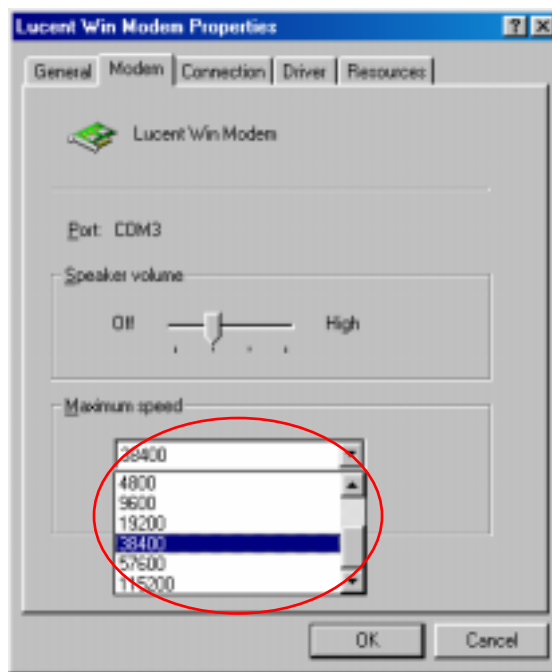 Lucent Win Modem Properties
General Modem Connection Driver Resources
Lucent Win Modem
Port: COM3
Speaker volume
Off High
Maximum speed
38400
4800
9600
19200
38400
57600
115200
OK Cancel